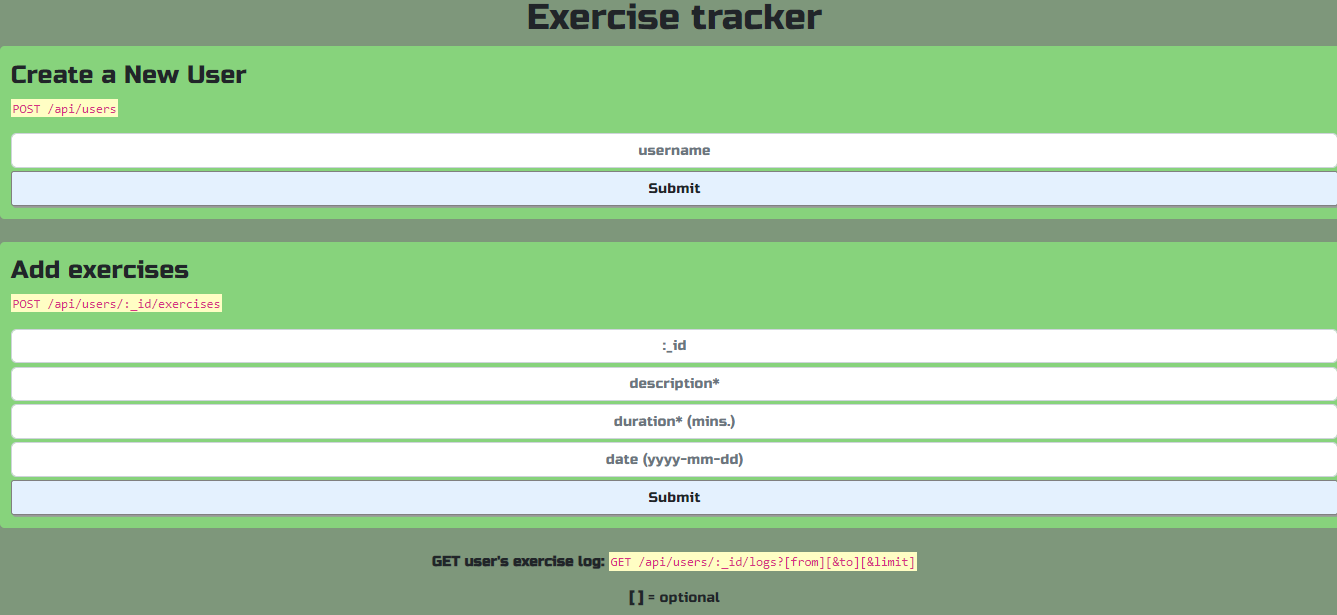 Exercise tracker
Create a New User
POST /api/users
username
Submit
Add exercises
POST /api/users/:_id/exercises
:_id
description*
duration* (mins.)
date (yyyy-mm-dd)
Submit
GET user's exercise log: GET /api/users/:_id/logs?[from][&to][&limit]
[ ] = optional